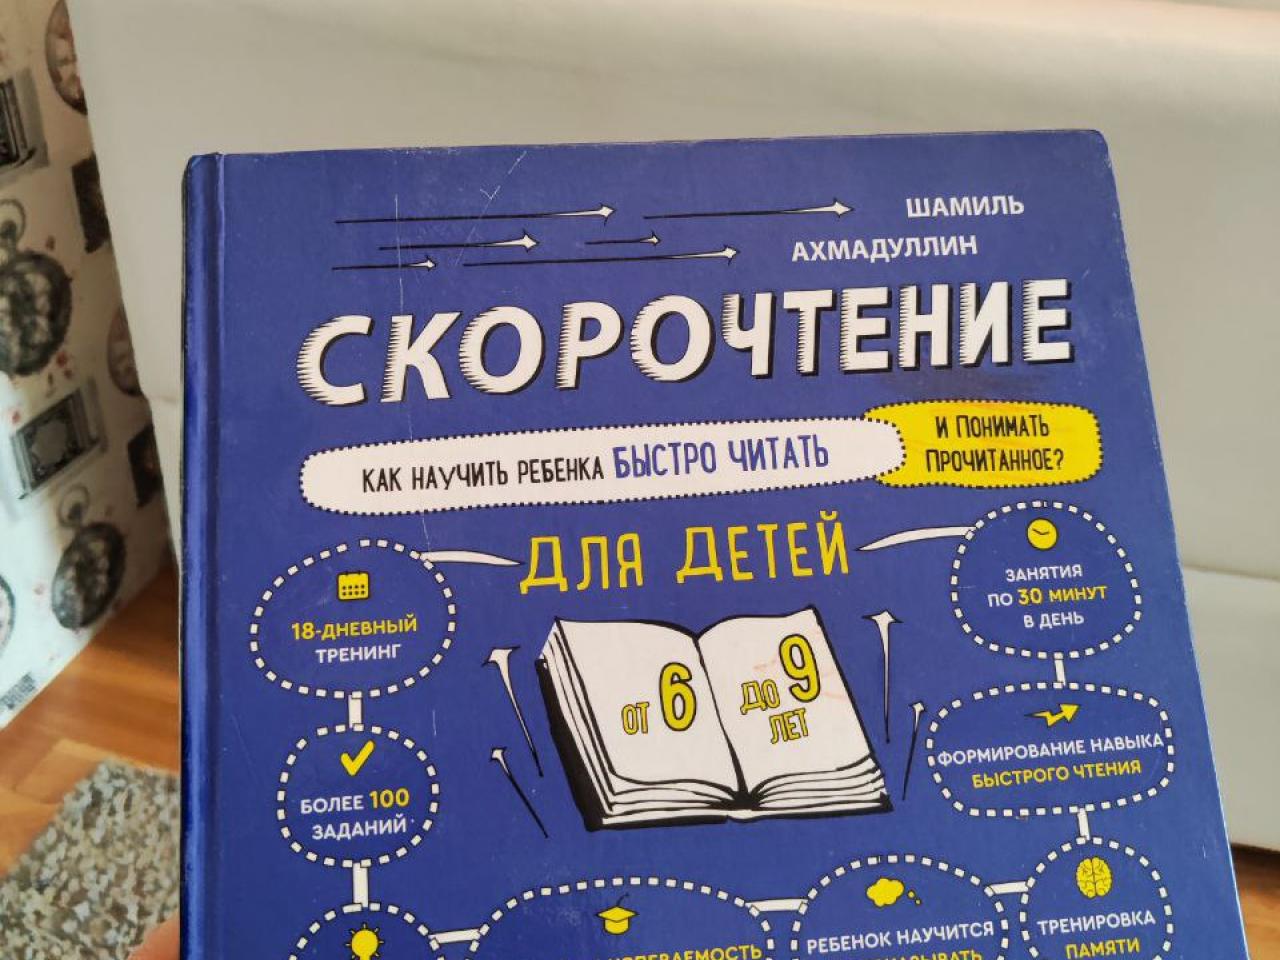 ШАМИЛЬ
АХМАДУЛЛИН
СКОРОЧТЕНИЕ
КАК НАУЧИТЬ РЕБЕНКА БЫСТРО ЧИТАТЬ
И ПОНИМАТЬ
ПРОЧИТАННОЕ?
ДЛЯ ДЕТЕЙ
ЗАНЯТИЯ
ПО 30 МИНУТ
В ДЕНЬ
18-ДНЕВНЫЙ
ТРЕНИНГ
ОТ 6
ДО 9
ЛЕТ
ФОРМИРОВАНИЕ НАВЫКА
БЫСТРОГО ЧТЕНИЯ
БОЛЕЕ 100
ЗАДАНИЙ
РЕБЕНОК НАУЧИТСЯ
ТРЕНИРОВКА
ПАМЯТИ